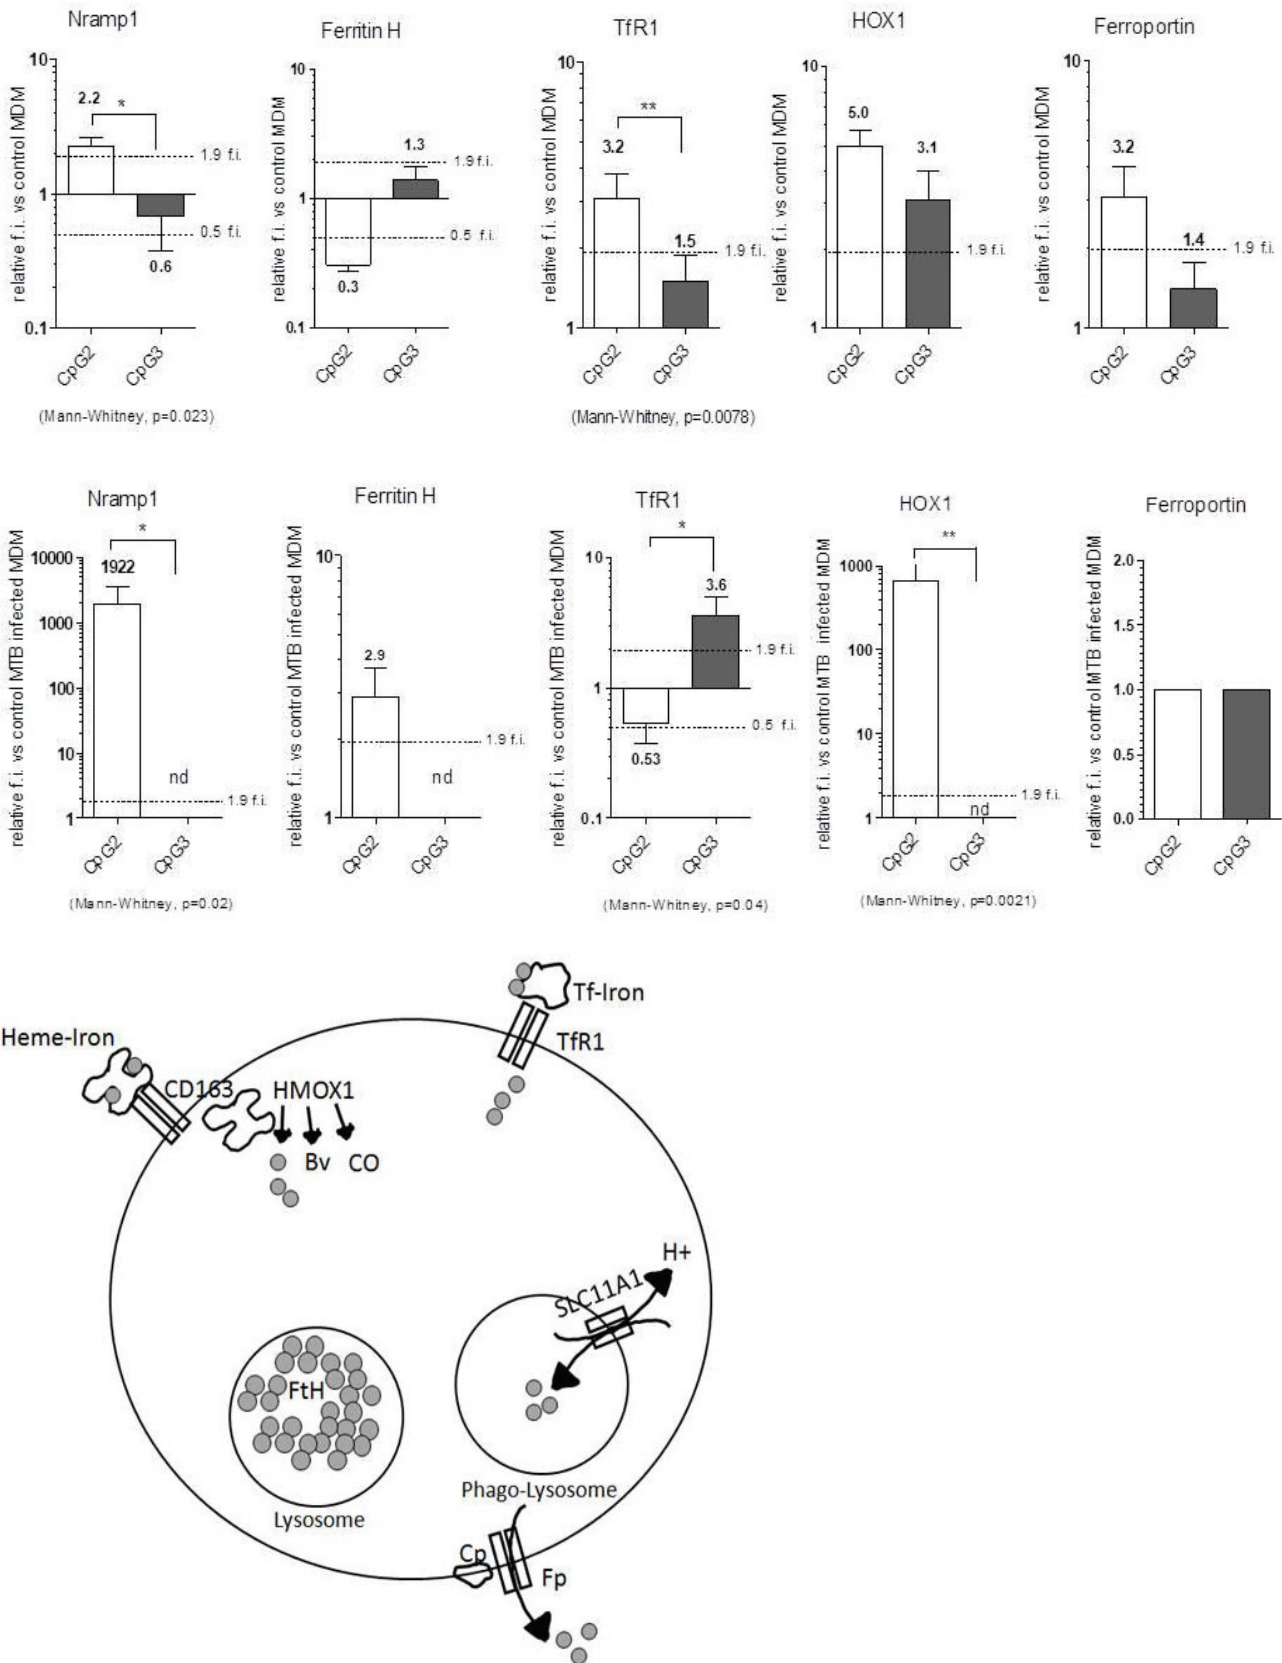 Nramp1
relative f.i. vs control MDM
10
1
0.1
2.2
*
1.9 f.i.
0.5 f.i.
0.6
CpG2
CpG3
(Mann-Whitney, p=0.023)
Ferritin H
relative f.i. vs control MDM
10
1
0.1
1.3
1.9 f.i.
0.5 f.i.
0.3
CpG2
CpG3
TfR1
relative f.i. vs control MDM
10
1
**
3.2
1.5
1.9 f.i.
CpG2
CpG3
(Mann-Whitney, p=0.0078)
HOX1
relative f.i. vs control MDM
10
1
5.0
3.1
1.9 f.i.
CpG2
CpG3
Ferroportin
relative f.i. vs control MDM
10
1
3.2
1.4
1.9 f.i.
CpG2
CpG3
Nramp1
relative f.i. vs control MTB infected MDM
10000
1000
100
10
1
*
1922
nd
1.9 f.i.
CpG2
CpG3
(Mann-Whitney, p=0.02)
Ferritin H
relative f.i. vs control MTB infected MDM
10
1
2.9
1.9 f.i.
nd
CpG2
CpG3
TfR1
relative f.i. vs control MTB infected MDM
10
1
0.1
*
3.6
1.9 f.i.
0.5 f.i.
0.53
CpG2
CpG3
(Mann-Whitney, p=0.04)
HOX1
relative f.i. vs control MTB infected MDM
1000
100
10
1
**
1.9 f.i.
nd
CpG2
CpG3
(Mann-Whitney, p=0.0021)
Ferroportin
relative f.i. vs control MTB infected MDM
2.0
1.5
1.0
0.5
0.0
CpG2
CpG3
Tf-Iron
TfR1
Heme-Iron
CD163
HMOX1
Bv
CO
H+
SLC11A1
FtH
Lysosome
Phago-Lysosome
Cp
Fp